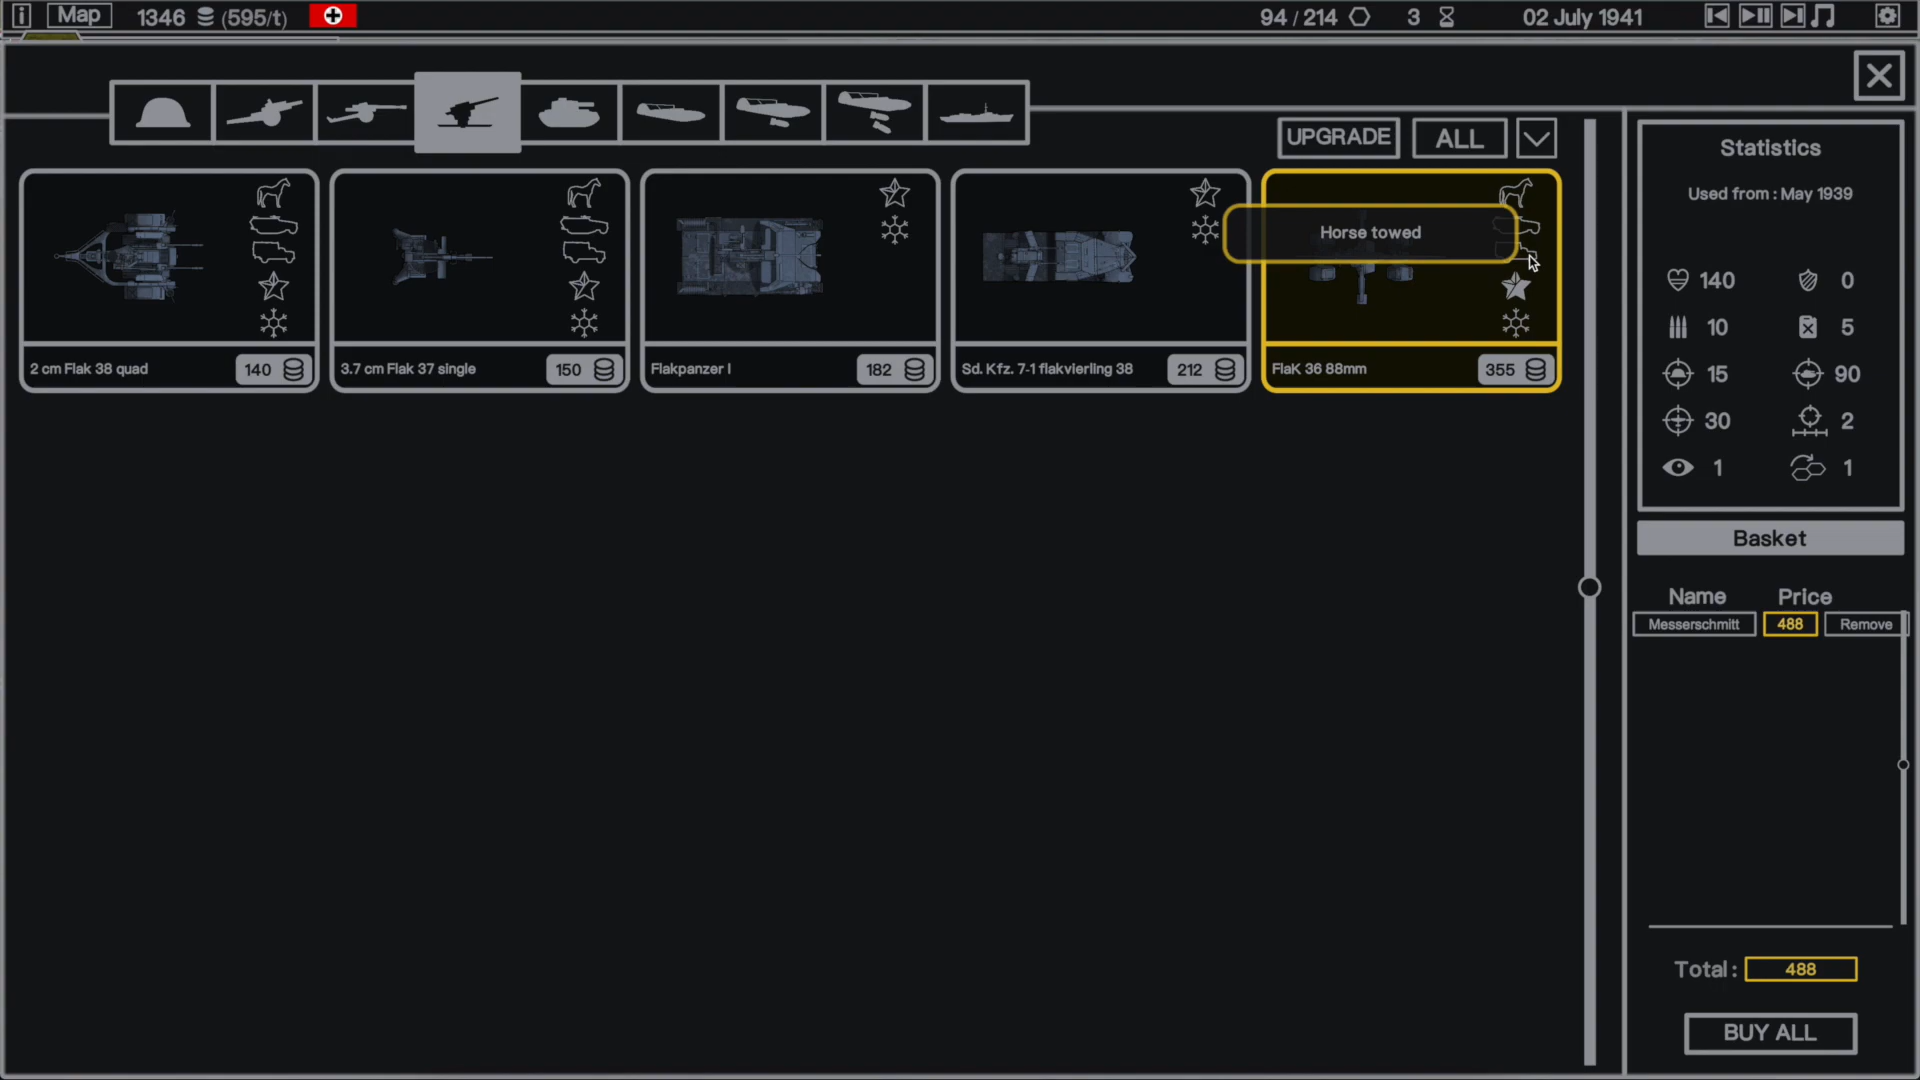 Map 1346 (595/t) 94 / 214 3 02 July 1941
UPGRADE ALL
Horse towed
2 cm Flak 38 quad 140
3.7 cm Flak 37 single 150
Flakpanzer I 182
Sd. Kfz. 7-1 flakvierling 38 212
FlaK 36 88mm 355
Statistics
Used from : May 1939
140 0
10 5
15 90
30 2
1 1
Basket
Name Price
Messerschmitt 488 Remove
Total : 488
BUY ALL